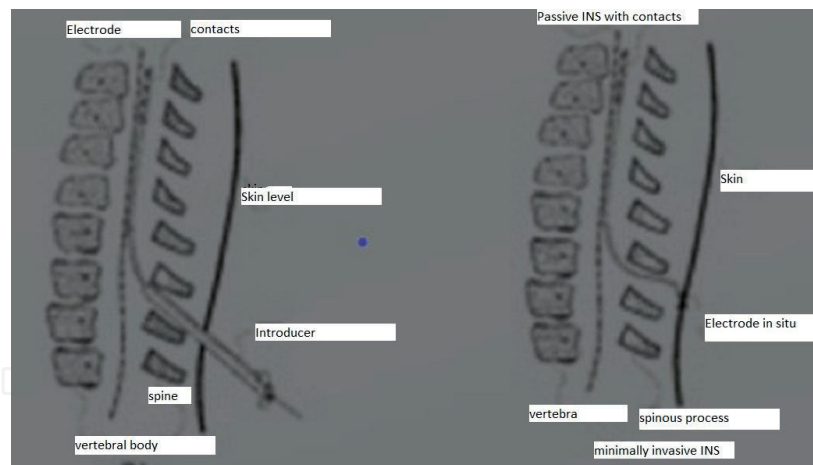 Electrode
contacts
Skin level
Introducer
spine
vertebral body
Passive INS with contacts
Skin
Electrode in situ
vertebra
spinous process
minimally invasive INS